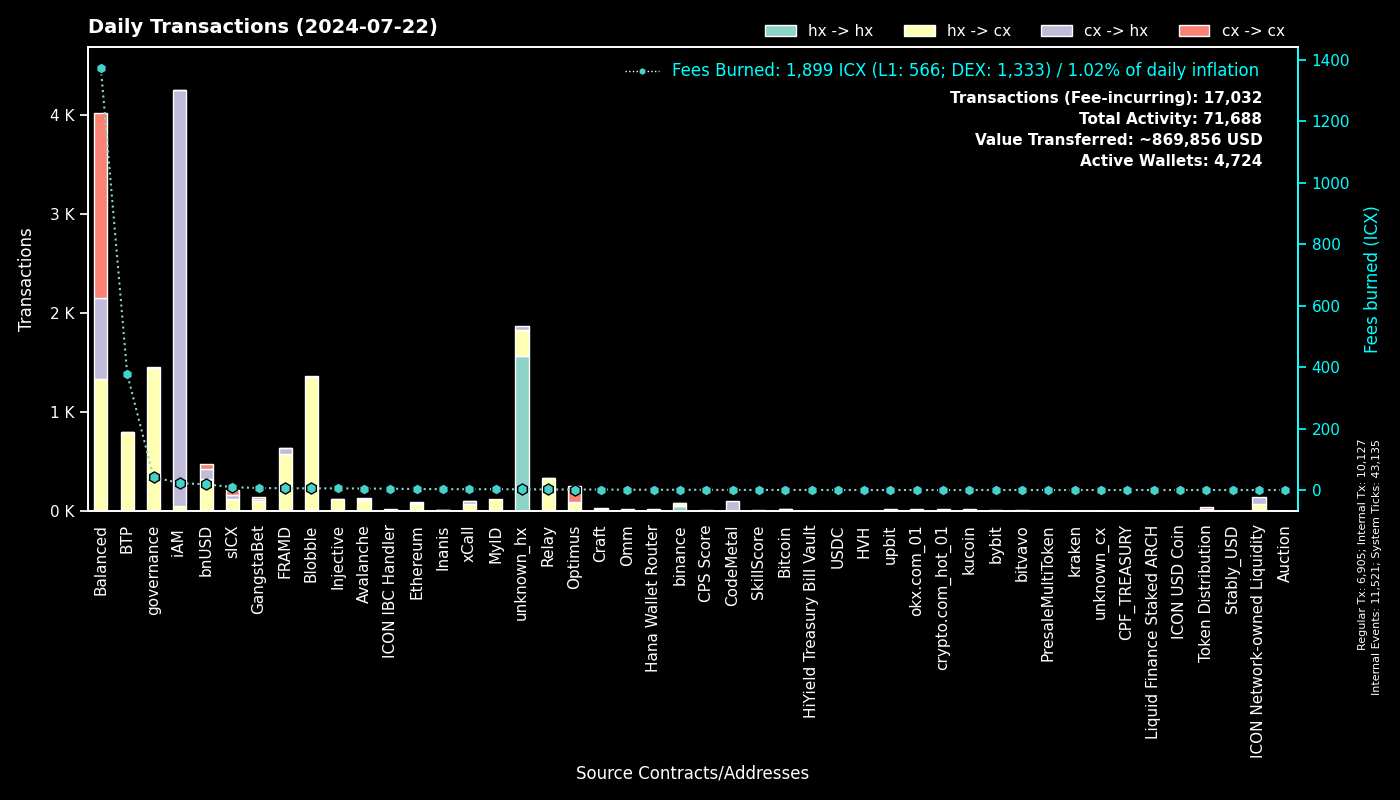 Daily Transactions (2024-07-22)
hx -> hx
hx -> cx
cx -> hx
cx -> cx
Fees Burned: 1,899 ICX (L1: 566; DEX: 1,333) / 1.02% of daily inflation
Transactions (Fee-incurring): 17,032
Total Activity: 71,688
Value Transferred: ~869,856 USD
Active Wallets: 4,724
Transactions
4 K
3 K
2 K
1 K
0 K
1400
1200
1000
800
600
400
200
0
Fees burned (ICX)
Balanced
BTP
governance
iAM
bnUSD
sICX
GangstaBet
FRAMD
Blobble
Injective
Avalanche
ICON IBC Handler
Ethereum
Inanis
xCall
MyID
unknown_hx
Relay
Optimus
Craft
Omm
Hana Wallet Router
binance
CPS Score
CodeMetal
SkillScore
Bitcoin
HiYield Treasury Bill Vault
USDC
HVH
upbit
okx.com_01
crypto.com_hot_01
kucoin
bybit
bitvavo
PresaleMultiToken
kraken
unknown_cx
CPF_TREASURY
Liquid Finance Staked ARCH
ICON USD Coin
Token Distribution
Stably_USD
ICON Network-owned Liquidity
Auction
Source Contracts/Addresses
Regular Tx: 6,905; Internal Tx: 10,127
Internal Events: 11,521; System Ticks: 43,135